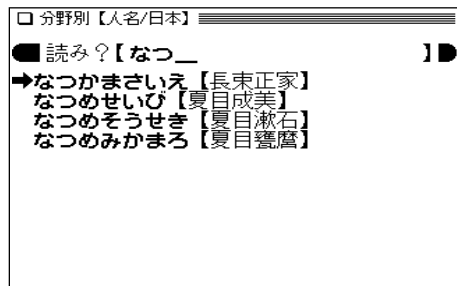 分野別【人名/日本】
読み?【なつ＿】
➡なつかまさいえ【長束正家】
なつめせいび【夏目成美】
なつめそうせき【夏目漱石】
なつめみかまろ【夏目甕麿】